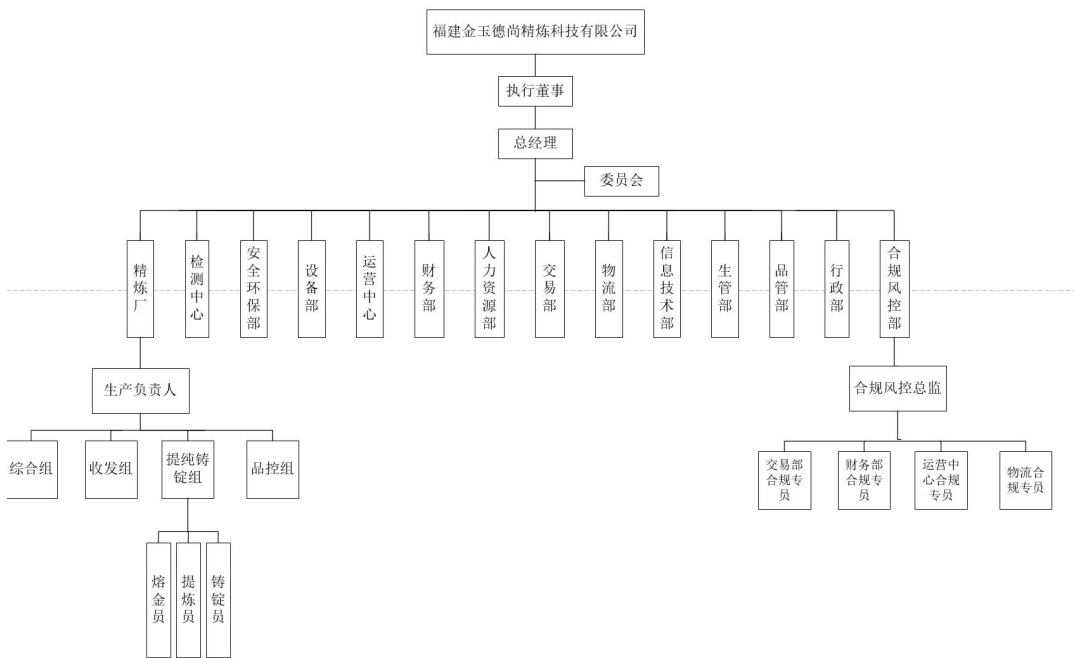 福建金玉德尚精炼科技有限公司
执行董事
总经理
委员会
精炼厂
检测中心
安全环保部
设备部
运营中心
财务部
人力资源部
交易部
物流部
信息技术部
生管部
品管部
行政部
合规风控部
生产负责人
合规风控总监
综合组
收发组
提纯铸
锭组
品控组
交易部
合规专
员
财务部
合规专
员
运营中
心合规
专员
物流合
规专员
熔金员
提炼员
铸锭员